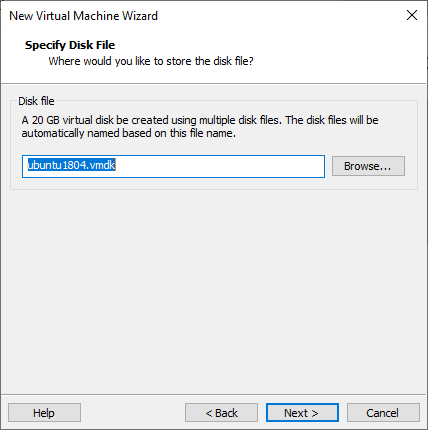 New Virtual Machine Wizard
Specify Disk File
Where would you like to store the disk file?
Disk file
A 20 GB virtual disk be created using multiple disk files. The disk files will be
automatically named based on this file name.
ubuntu1804.vmdk
Browse...
Help
< Back
Next >
Cancel